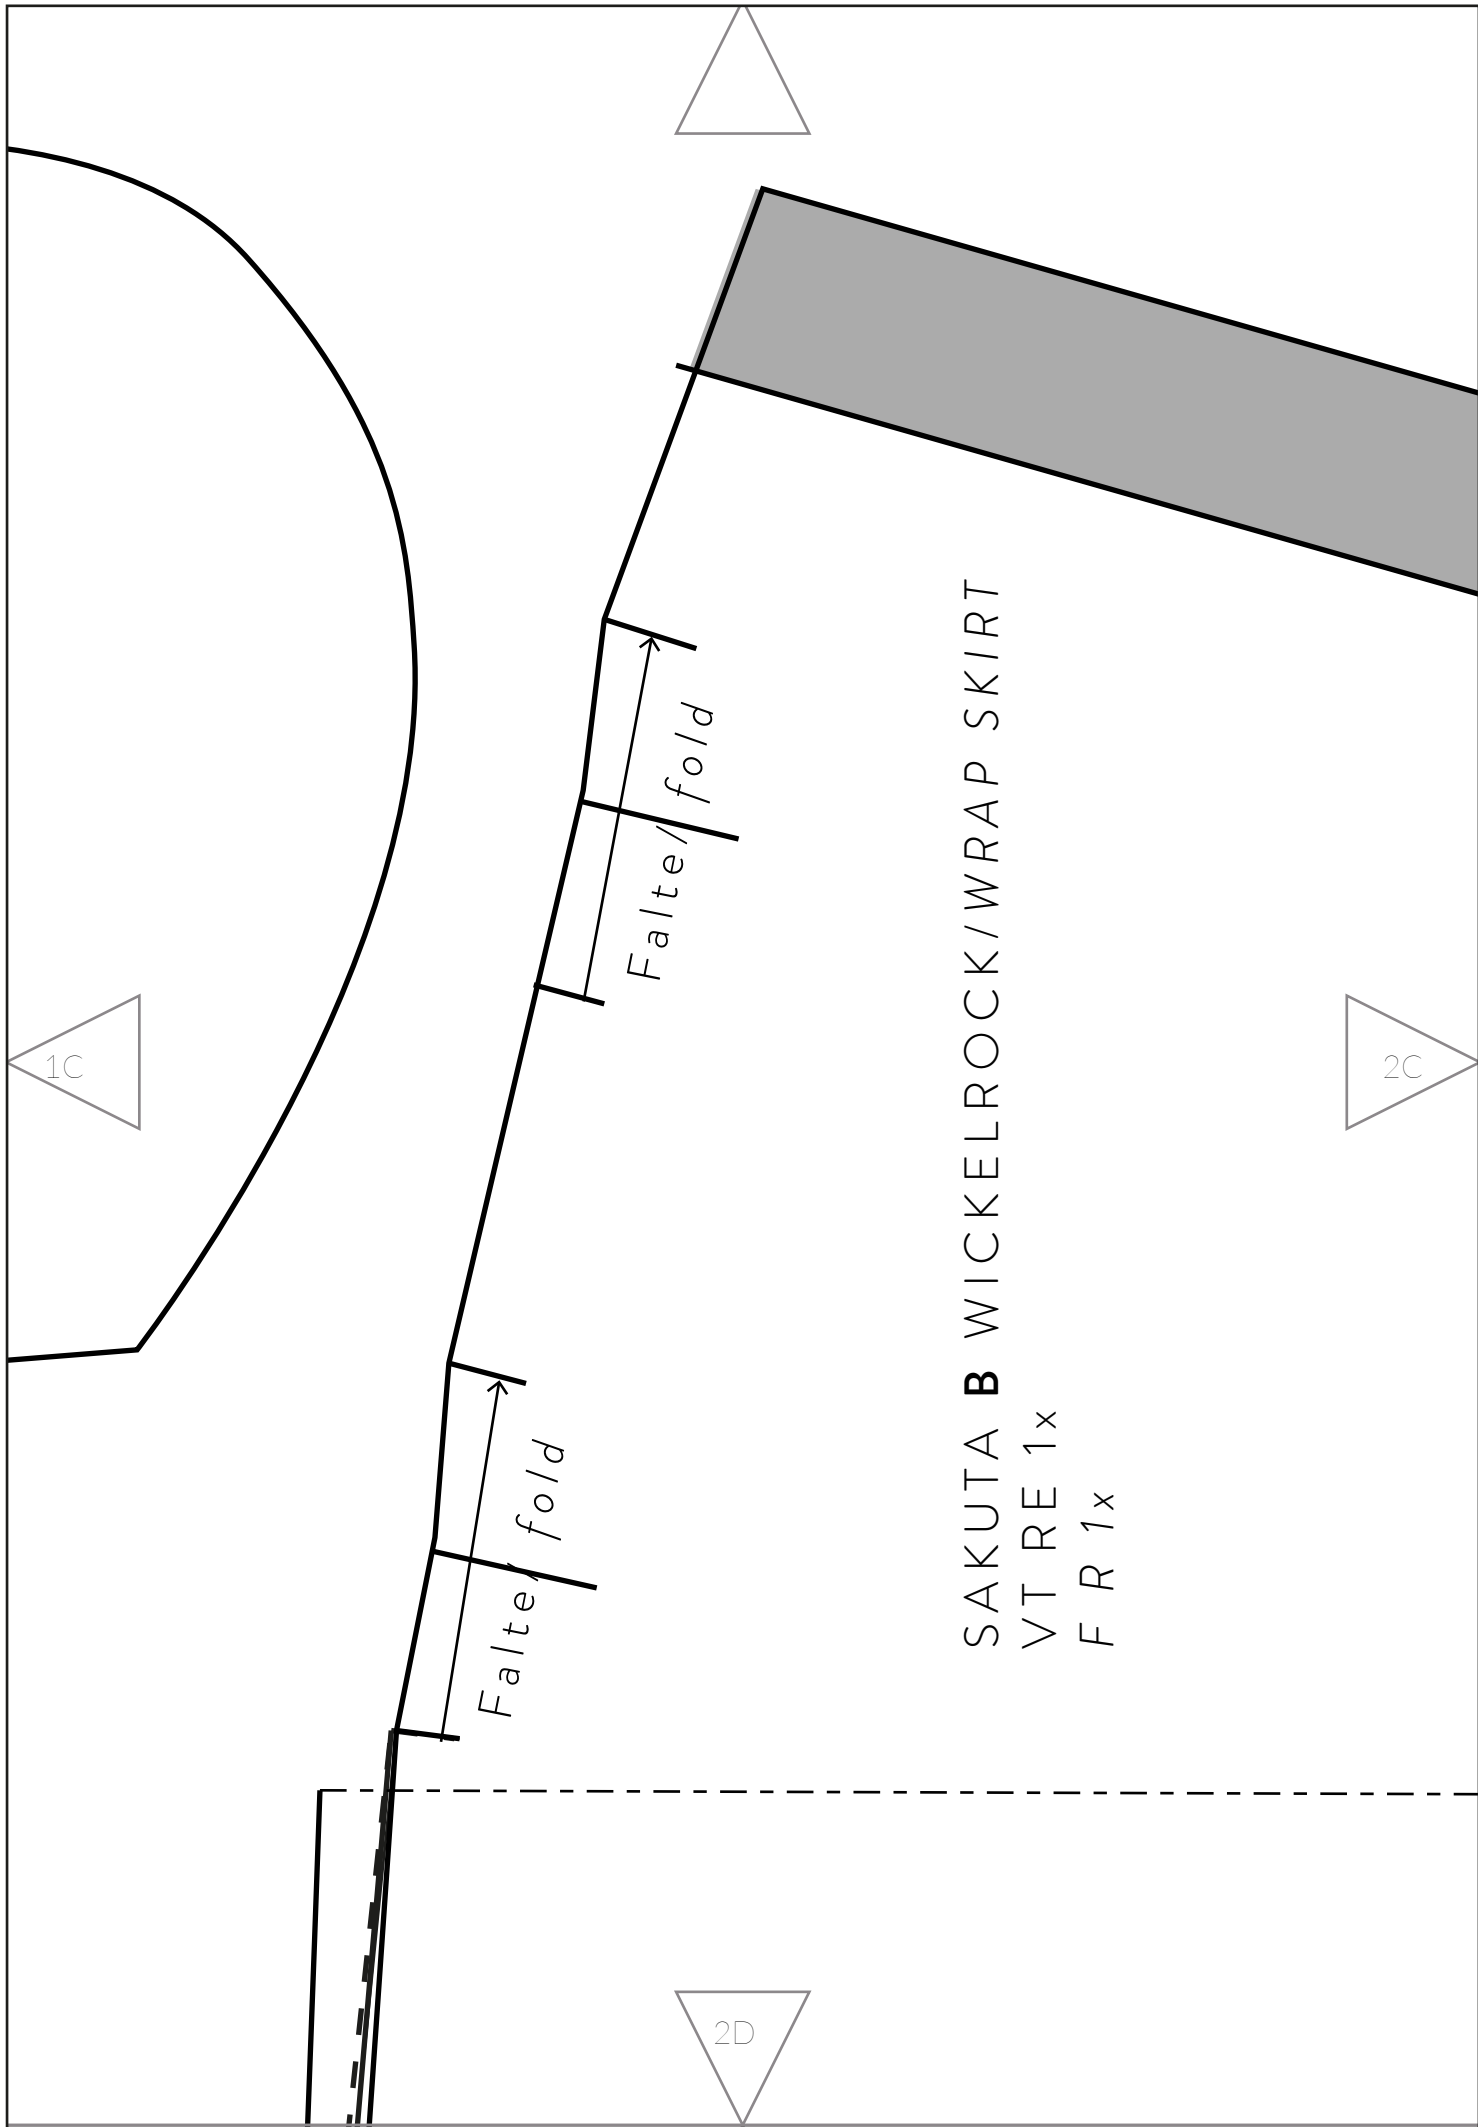 Falte/ fold
1C
2C
SAKUTA B WICKELROCK/WRAP SKIRT
VT RE 1x
F R 1x
Falte/ fold
2D